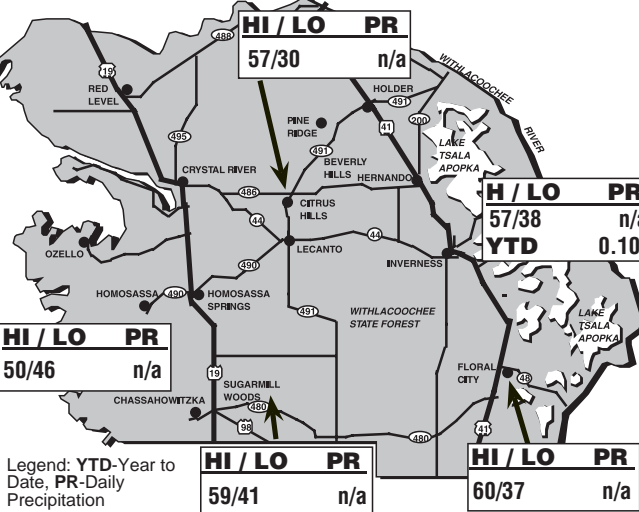 HI / LO PR
57/30 n/a
488
19
RED
LEVEL
HOLDER
491
WITHLACOOCHEE
RIVER
PINE
RIDGE
41
200
495
491
LAKE
TSALA
APOPKA
BEVERLY
HILLS
CRYSTAL RIVER
HERNANDO
486
CITRUS
HILLS
H / LO PR
57/38 n/a
YTD 0.10
44
44
LECANTO
OZELLO
INVERNESS
490
HOMOSASSA
490
HOMOSASSA
SPRINGS
491
WITHLACOOCHEE
STATE FOREST
LAKE
TSALA
APOPKA
HI / LO PR
50/46 n/a
19
FLORAL
CITY
48
SUGARMILL
WOODS
CHASSAHOWITZKA
480
98
480
41
Legend: YTD-Year to
Date, PR-Daily
Precipitation
HI / LO PR
59/41 n/a
HI / LO PR
60/37 n/a